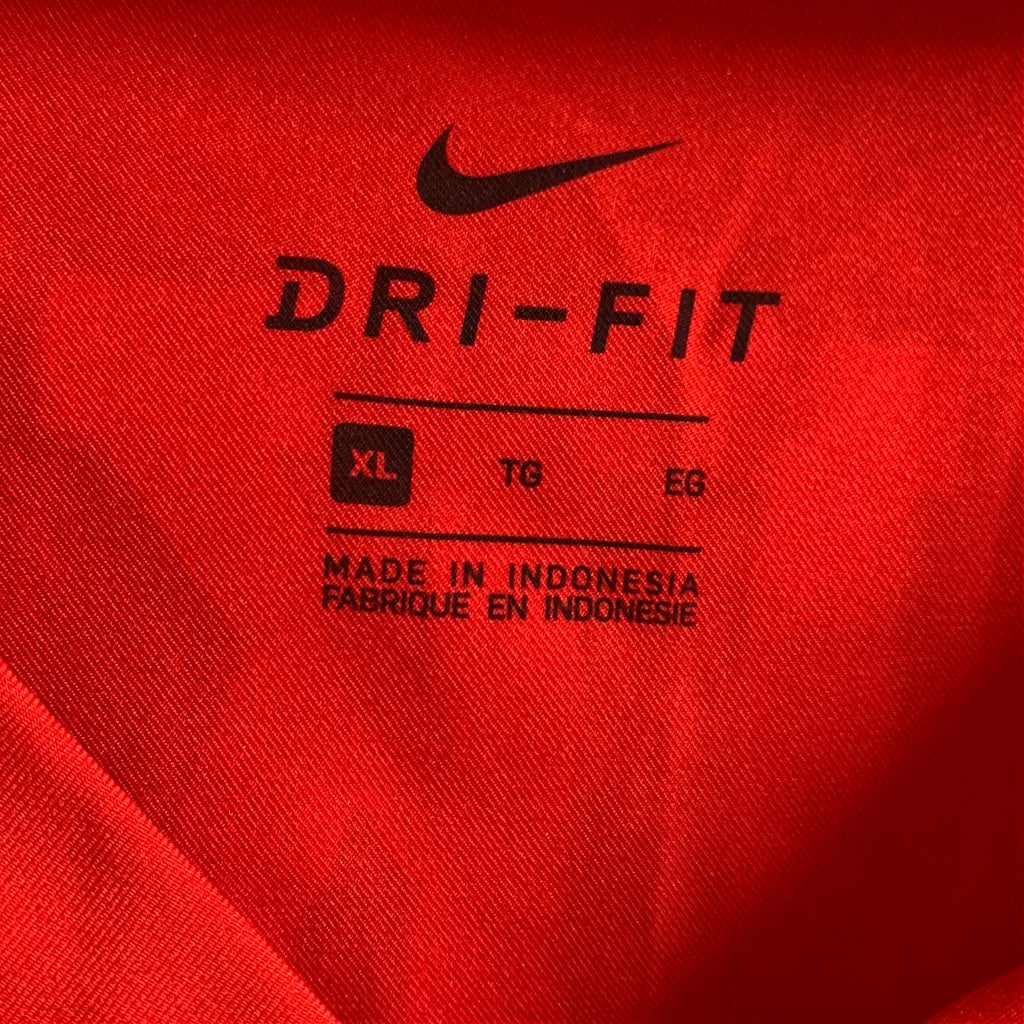 DRI-FIT
XL TG EG
MADE IN INDONESIA
FABRIQUE EN INDONESIE